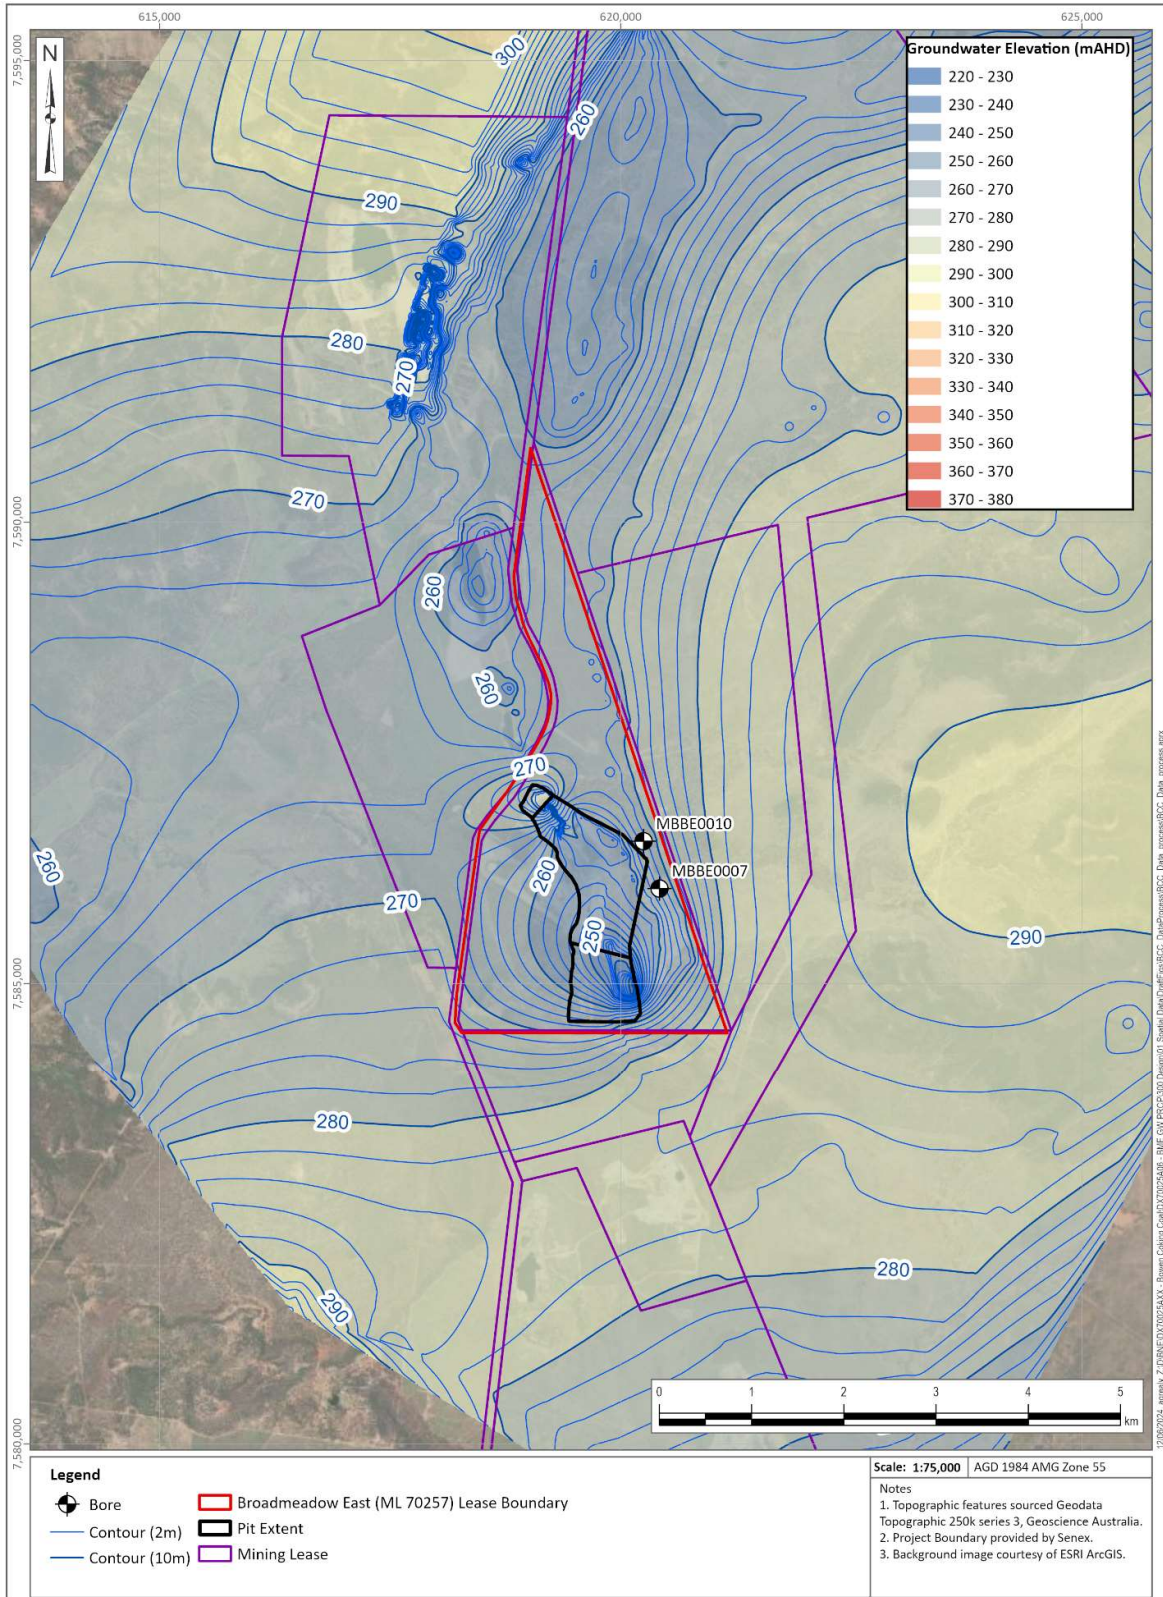 615,000
620,000
625,000
7,595,000
7,590,000
7,585,000
7,580,000
N
Groundwater Elevation (mAHD)
220 - 230
230 - 240
240 - 250
250 - 260
260 - 270
270 - 280
280 - 290
290 - 300
300 - 310
310 - 320
320 - 330
330 - 340
340 - 350
350 - 360
360 - 370
370 - 380
300
260
290
280
270
270
260
260
270
MBBE0010
MBBE0007
260
260
270
250
290
280
280
290
0 1 2 3 4 5
km
Legend
Bore
Contour (2m)
Contour (10m)
Broadmeadow East (ML 70257) Lease Boundary
Pit Extent
Mining Lease
Scale: 1:75,000 AGD 1984 AMG Zone 55
Notes
1. Topographic features sourced Geodata
Topographic 250k series 3, Geoscience Australia.
2. Project Boundary provided by Senex.
3. Background image courtesy of ESRI ArcGIS.